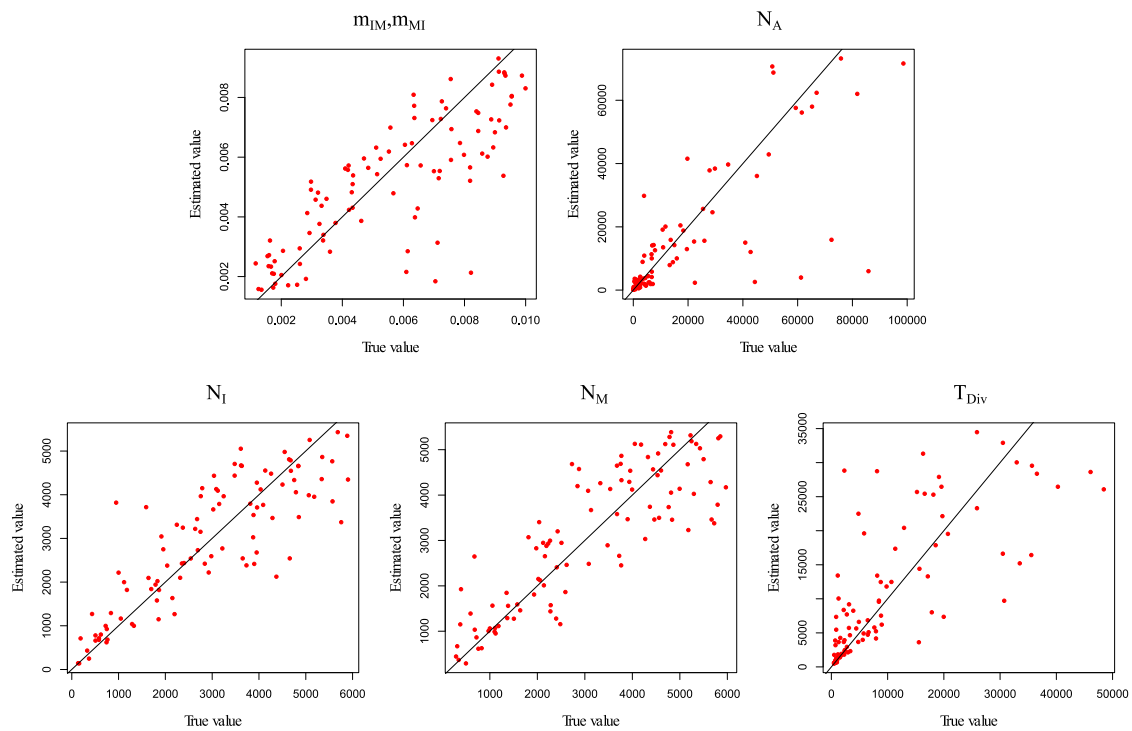 m_IM,m_MI
Estimated value
0.002 0.004 0.006 0.008
0.002 0.004 0.006 0.008 0.010
True value
N_A
Estimated value
0 20000 40000 60000
0 20000 40000 60000 80000 100000
True value
N_I
Estimated value
0 1000 2000 3000 4000 5000
0 1000 2000 3000 4000 5000 6000
True value
N_M
Estimated value
1000 2000 3000 4000 5000
1000 2000 3000 4000 5000 6000
True value
T_Div
Estimated value
0 5000 15000 25000 35000
0 10000 20000 30000 40000 50000
True value